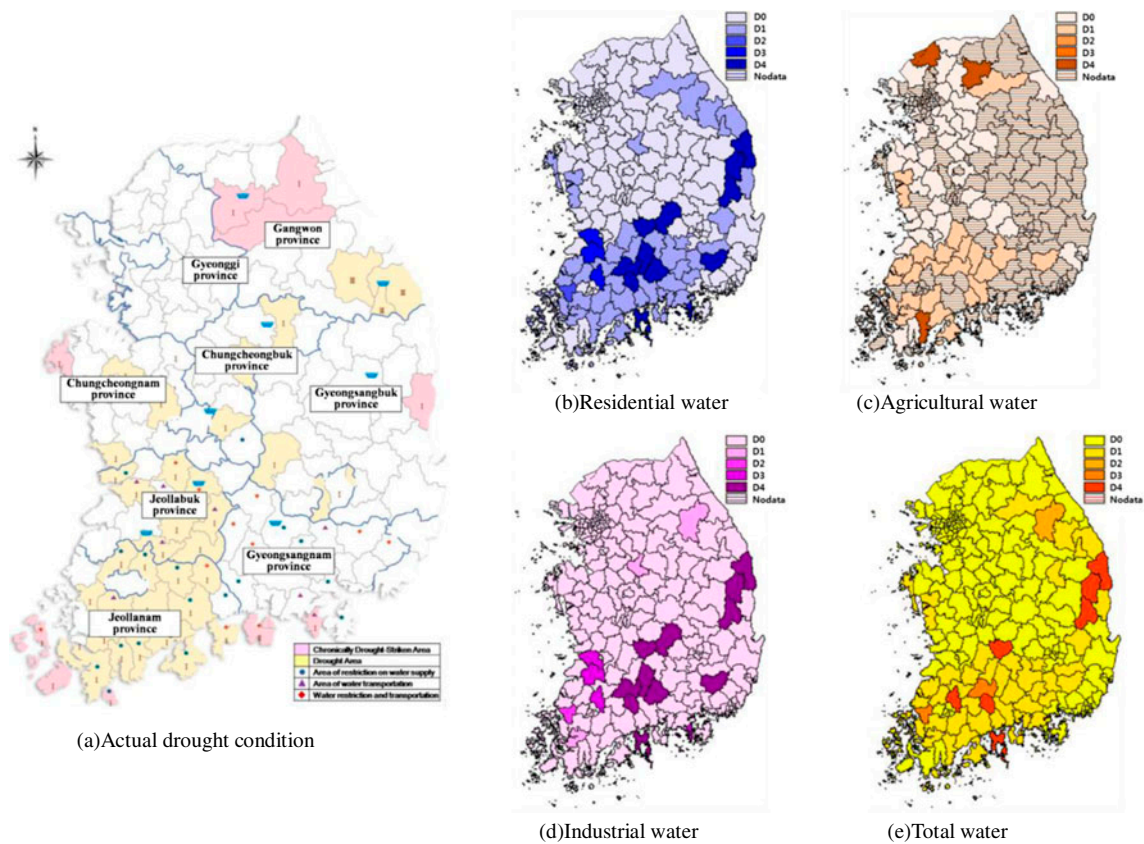 N
Gangwon
province
Gyeonggi
province
Chungcheongbuk
province
Chungcheongnam
province
Gyeongsangbuk
province
Jeollabuk
province
Gyeongsangnam
province
Jeollanam
province
Chronically Drought-Striken Area
Drought Area
Area of restriction on water supply
Area of water transportation
Water restriction and transportation
(a)Actual drought condition
D0
D1
D2
D3
D4
Nodata
(b)Residential water
D0
D1
D2
D3
D4
Nodata
(c)Agricultural water
D0
D1
D2
D3
D4
Nodata
(d)Industrial water
D0
D1
D2
D3
D4
Nodata
(e)Total water